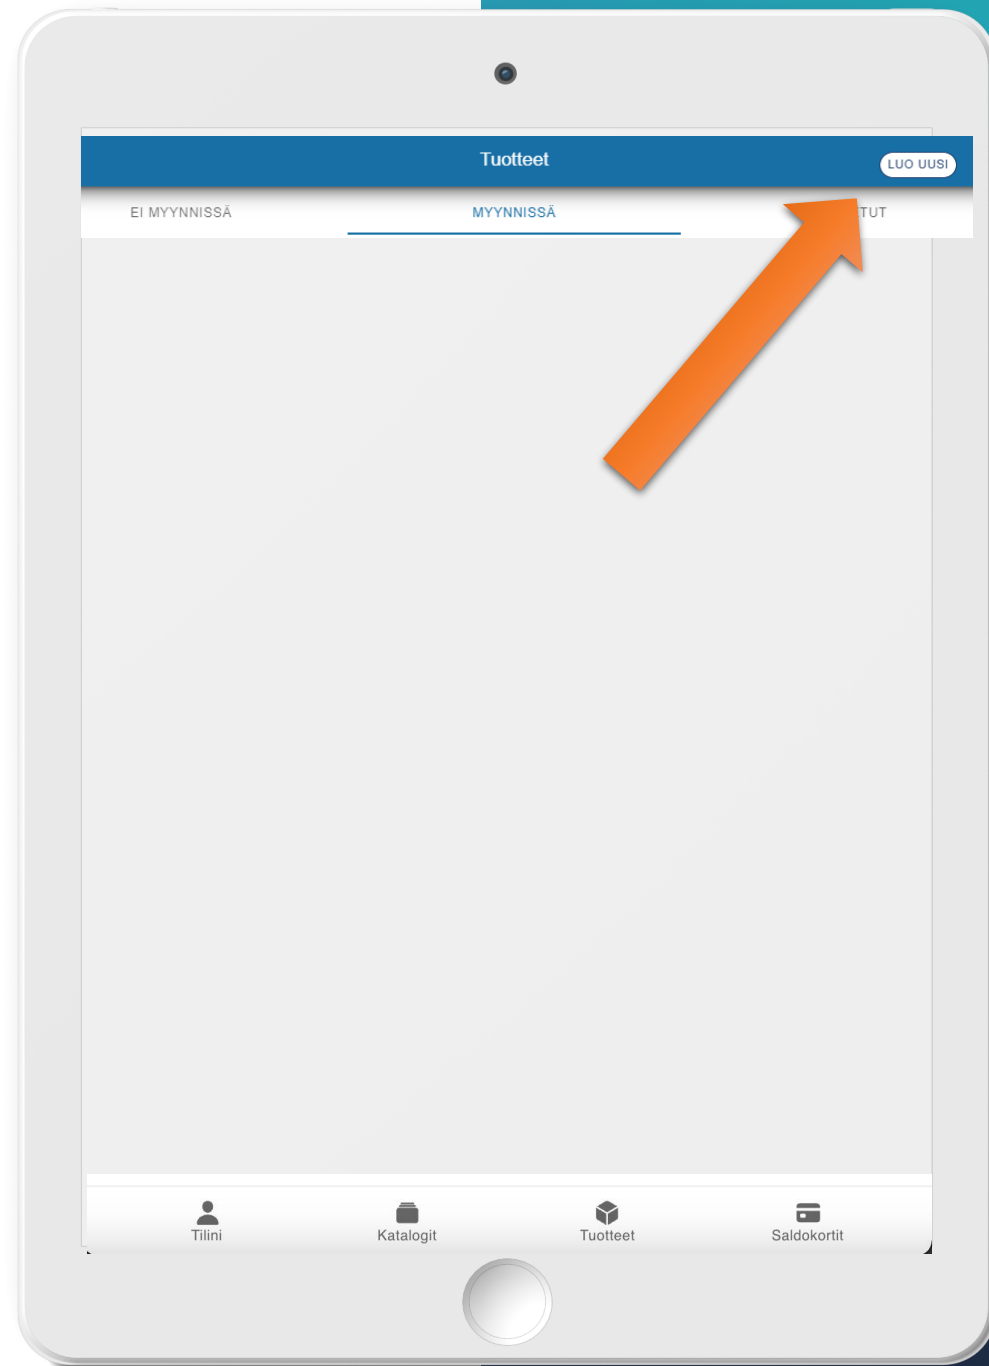 Tuotteet
LUO UUSI
EI MYYNNISSÄ
MYYNNISSÄ
Tilini
Katalogit
Tuotteet
Saldokortit